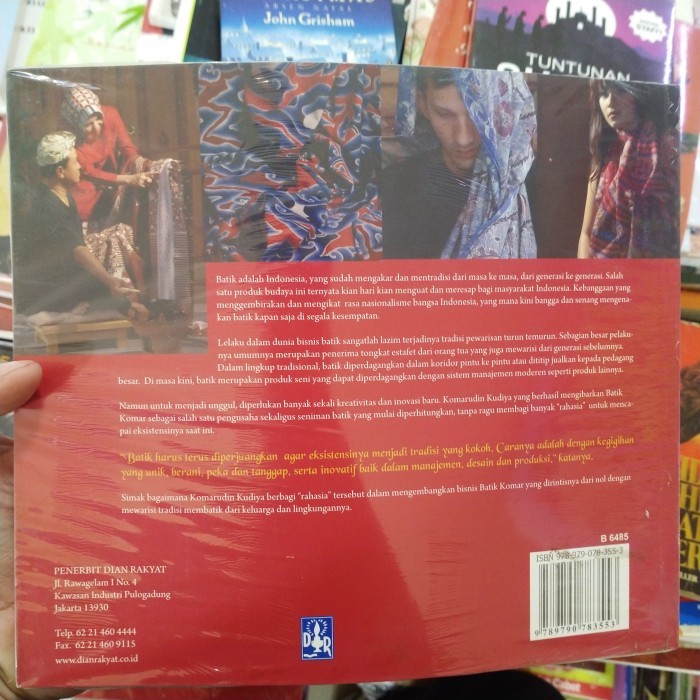 John Grisham
TUNTUNAN
Batik adalah Indonesia, yang sudah mengakar dan mentradisi dari masa ke masa, dari generasi ke generasi. Salah
satu produk budaya ini ternyata kian hari kian menguat dan meresap bagi masyarakat Indonesia. Kebanggaan yang
menggembirakan dan mengikat rasa nasionalisme bangsa Indonesia, yang mana kini bangga dan senang mengena-
kan batik kapan saja di segala kesempatan.
Lelaku dalam dunia bisnis batik sangatlah lazim terjadinya tradisi pewarisan turun temurun. Sebagian besar pelaku-
nya umumnya merupakan penerima tongkat estafet dari orang tua yang juga mewarisi dari generasi sebelumnya.
Dalam lingkup tradisional, batik diperdagangkan dalam koridor pintu ke pintu atau dititip jualkan kepada pedagang
besar. Di masa kini, batik merupakan produk seni yang dapat diperdagangkan dengan sistem manajemen moderen seperti produk lainnya.
Namun untuk menjadi unggul, diperlukan banyak sekali kreativitas dan inovasi baru. Komarudin Kudiya yang berhasil mengibarkan Batik
Komar sebagai salah satu pengusaha sekaligus seniman batik yang mulai diperhitungkan, tanpa ragu membagi banyak "rahasia" untuk menca-
pai eksistensinya saat ini.
"Batik harus terus diperjuangkan agar eksistensinya menjadi tradisi yang kokoh. Caranya adalah dengan kegigihan
yang unik, berani, peka dan tanggap, serta inovatif baik dalam manajemen, desain dan produksi," katanya.
Simak bagaimana Komarudin Kudiya berbagi "rahasia" tersebut dalam mengembangkan bisnis Batik Komar yang dirintisnya dari nol dengan
mewarisi tradisi membatik dari keluarga dan lingkungannya.
B 6485
ISBN 978-979-078-355-3
9 789790 783553
PENERBIT DIAN RAKYAT
Jl. Rawagelam I No. 4
Kawasan Industri Pulogadung
Jakarta 13930
Telp. 62 21 460 4444
Fax. 62 21 460 9115
www.dianrakyat.co.id
DR